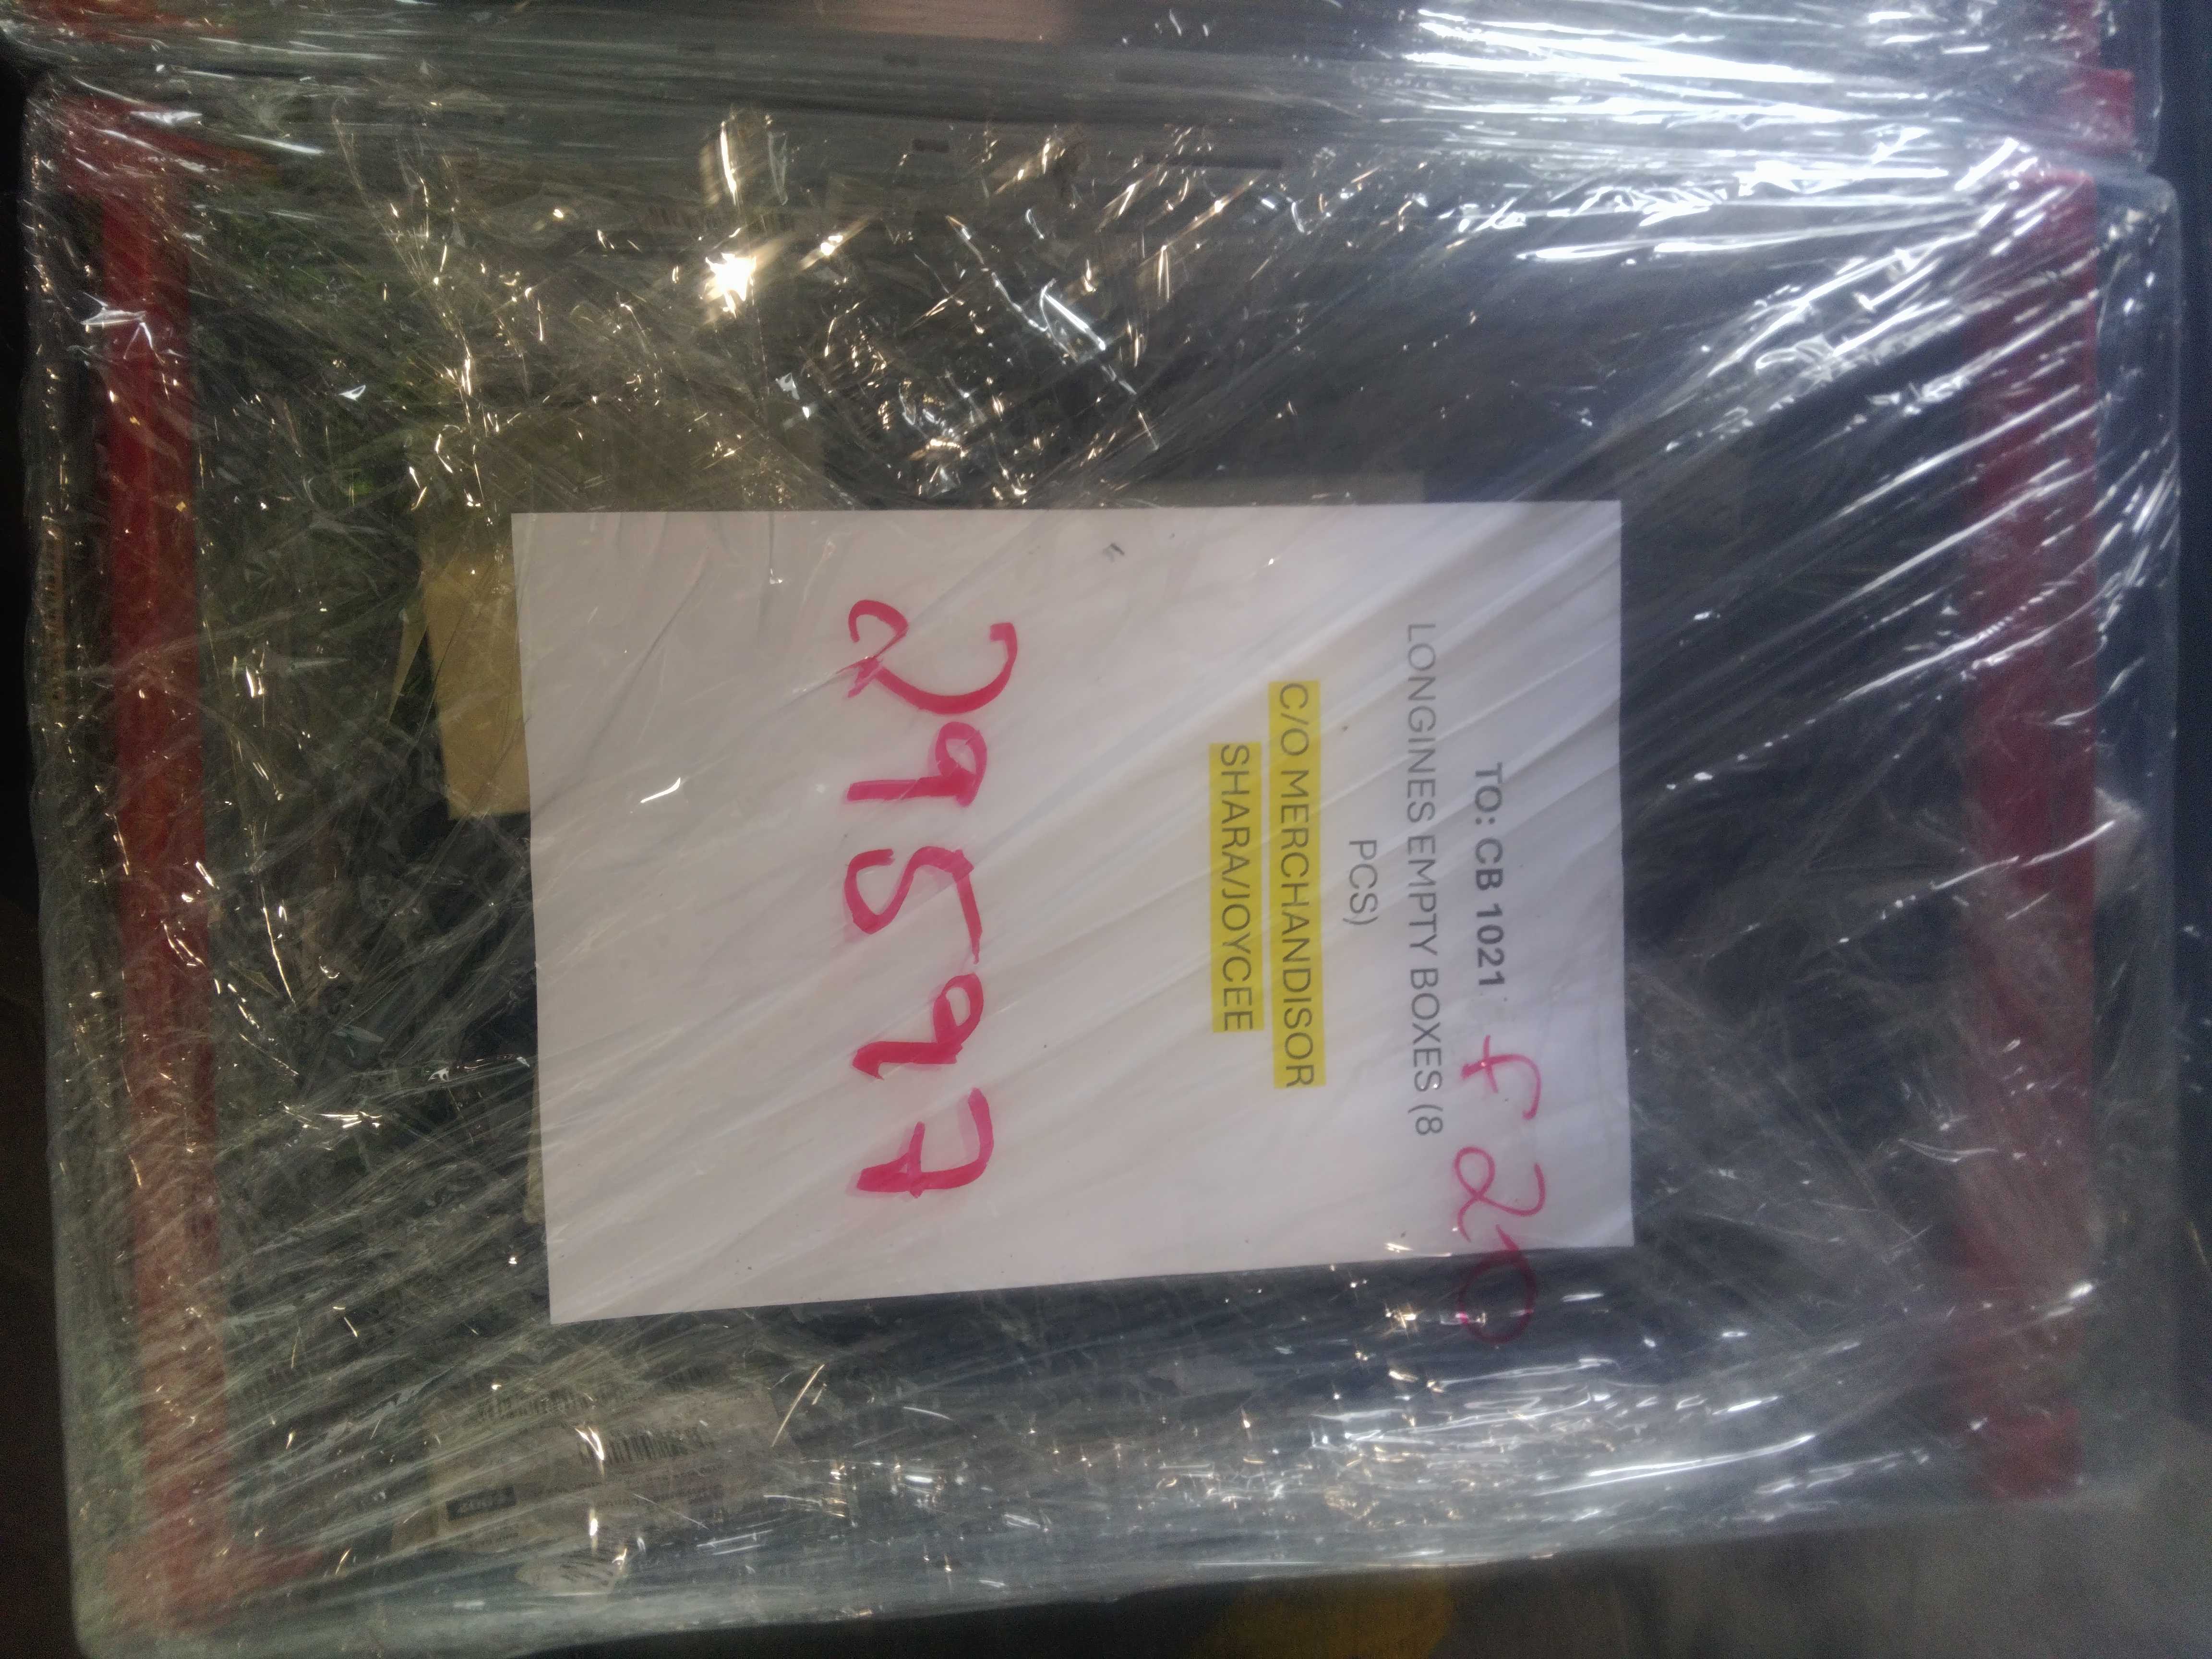 TO: CB 1021 f 20
LONGINES EMPTY BOXES (8
PCS)
C/O MERCHANDISOR
SHARA/JOYCEE
29597